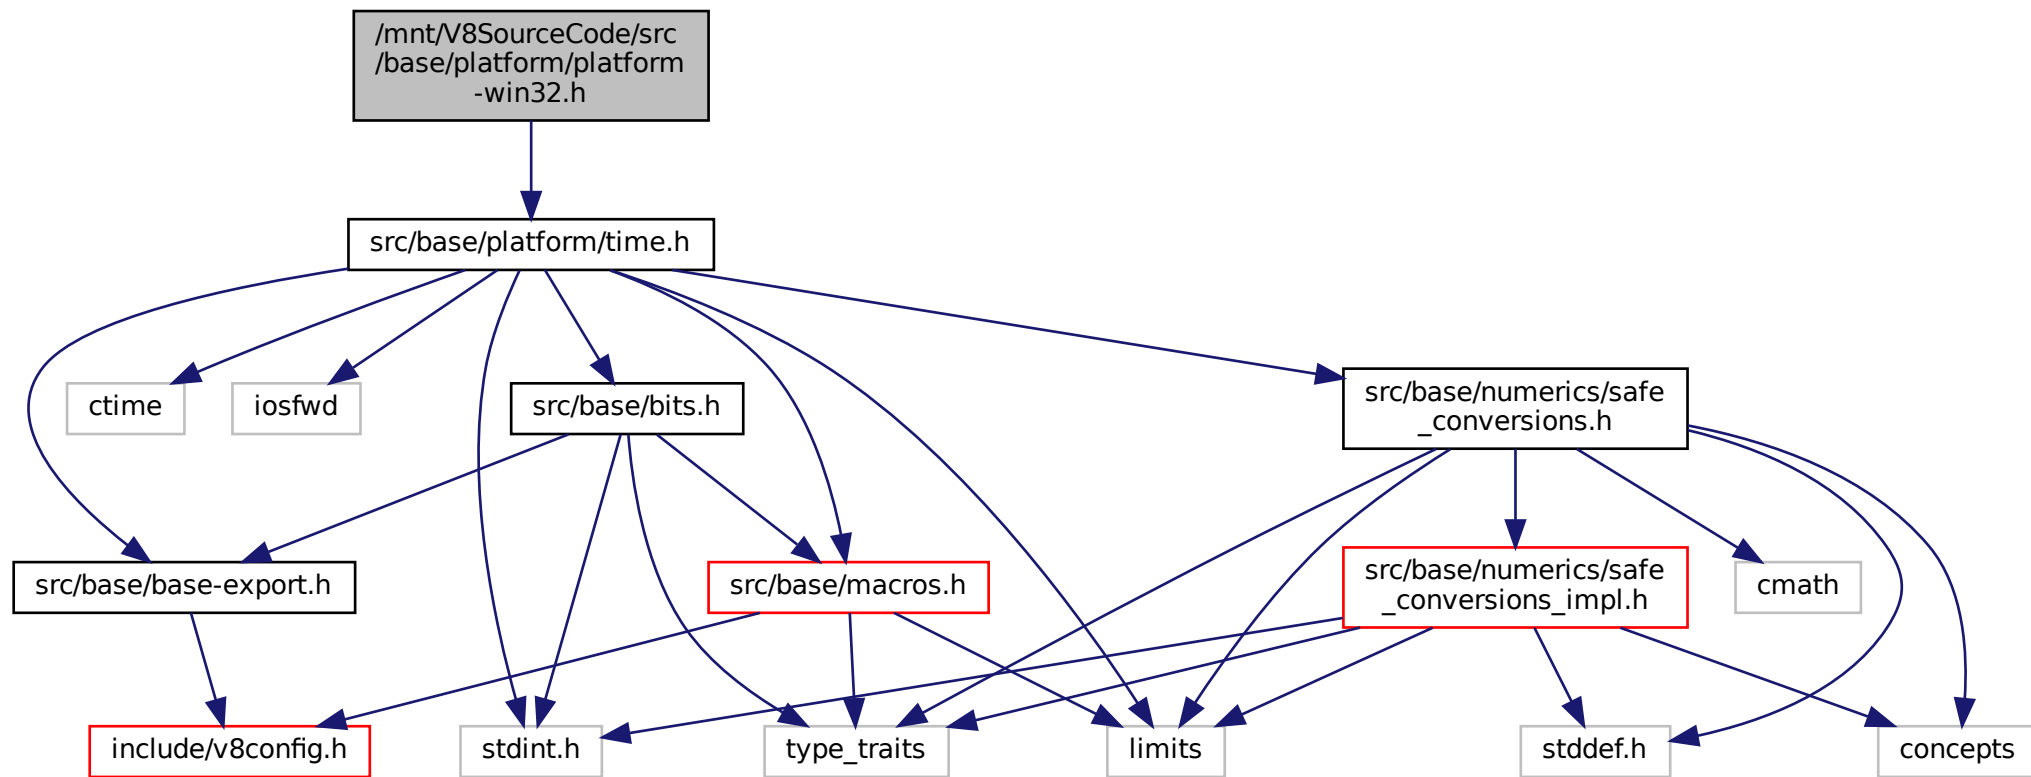 /mnt/V8SourceCode/src
/base/platform/platform
-win32.h
src/base/platform/time.h
ctime
iosfwd
src/base/bits.h
src/base/numerics/safe
_conversions.h
src/base/base-export.h
src/base/macros.h
src/base/numerics/safe
_conversions_impl.h
cmath
include/v8config.h
stdint.h
type_traits
limits
stddef.h
concepts